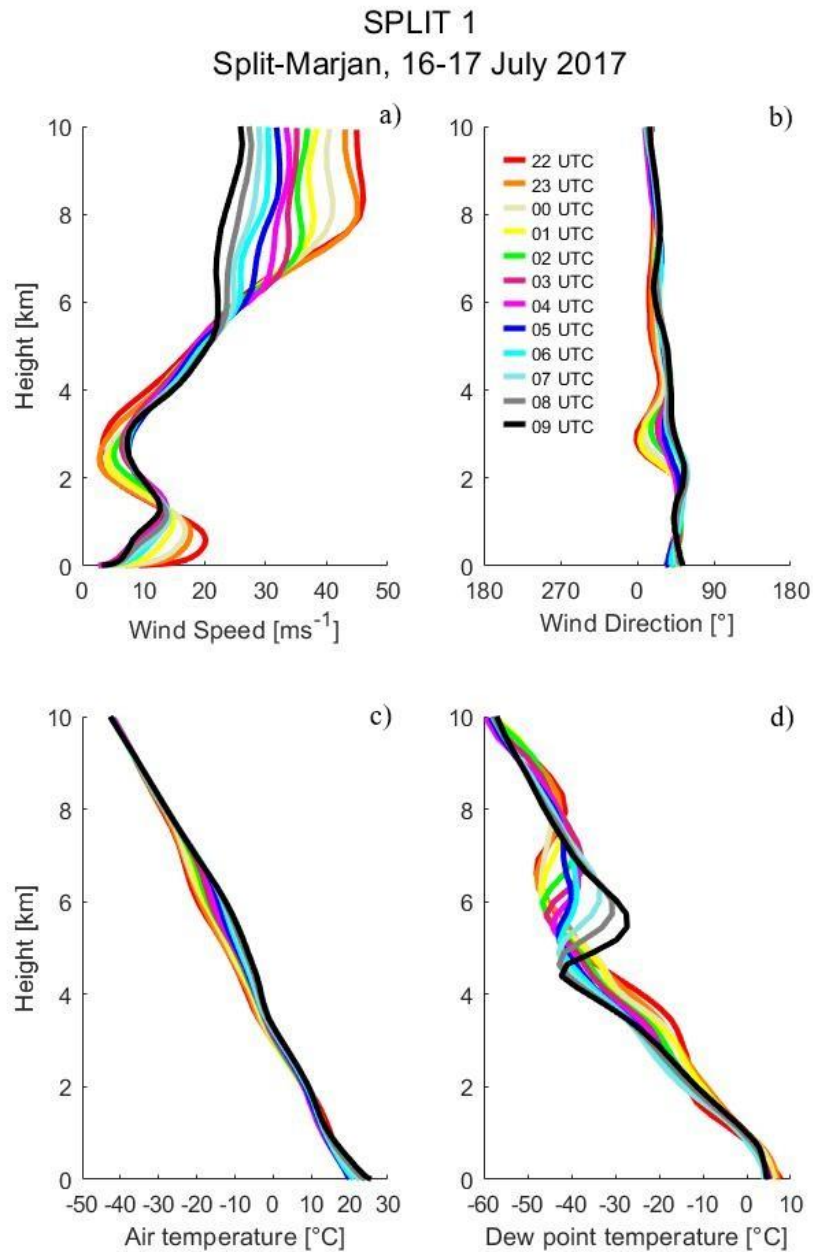 SPLIT 1
Split-Marjan, 16-17 July 2017
a)
10
8
6
4
2
0
Height [km]
0 10 20 30 40 50
Wind Speed [ms⁻¹]
b)
10
8
6
4
2
0
22 UTC
23 UTC
00 UTC
01 UTC
02 UTC
03 UTC
04 UTC
05 UTC
06 UTC
07 UTC
08 UTC
09 UTC
180 270 0 90 180
Wind Direction [°]
c)
10
8
6
4
2
0
Height [km]
-50 -40 -30 -20 -10 0 10 20 30
Air temperature [°C]
d)
10
8
6
4
2
0
-60 -50 -40 -30 -20 -10 0 10
Dew point temperature [°C]